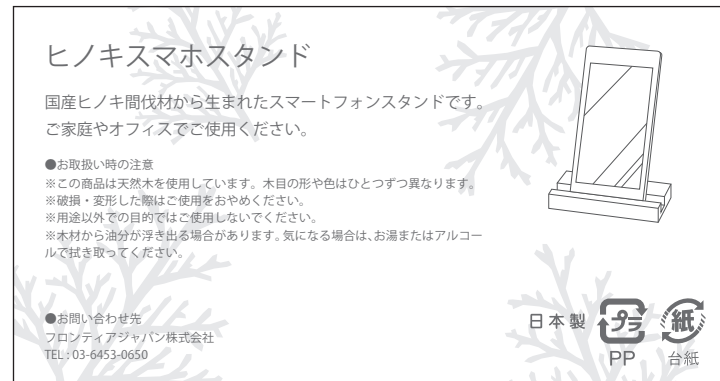 ヒノキスマホスタンド
国産ヒノキ間伐材から生まれたスマートフォンスタンドです。
ご家庭やオフィスでご使用ください。
●お取扱い時の注意
※この商品は天然木を使用しています。木目の形や色はひとつずつ異なります。
※破損・変形した際はご使用をおやめください。
※用途以外での目的ではご使用しないでください。
※木材から油分が浮き出る場合があります。気になる場合は、お湯またはアルコー
ルで拭き取ってください。
●お問い合わせ先
フロンティアジャパン株式会社
TEL : 03-6453-0650
日本製
プラ
PP
紙
台紙